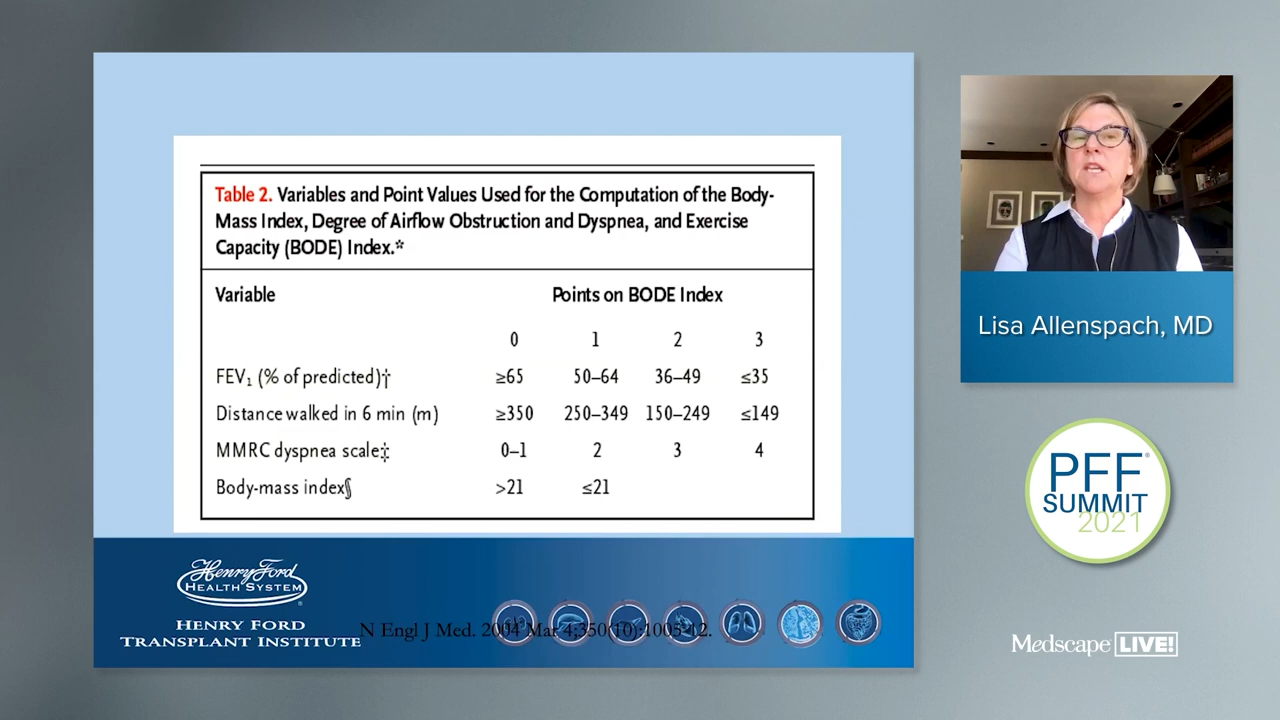 Table 2. Variables and Point Values Used for the Computation of the Body-
Mass Index, Degree of Airflow Obstruction and Dyspnea, and Exercise
Capacity (BODE) Index.*
Variable Points on BODE Index
0 1 2 3
FEV₁ (% of predicted)† ≥65 50–64 36–49 ≤35
Distance walked in 6 min (m) ≥350 250–349 150–249 ≤149
MMRC dyspnea scale‡ 0–1 2 3 4
Body-mass index§ >21 ≤21
Henry Ford
HEALTH SYSTEM
HENRY FORD
TRANSPLANT INSTITUTE
N Engl J Med. 2004 Mar 4;350(10):1005-12.
Lisa Allenspach, MD
PFF
SUMMIT
2021
Medscape LIVE!